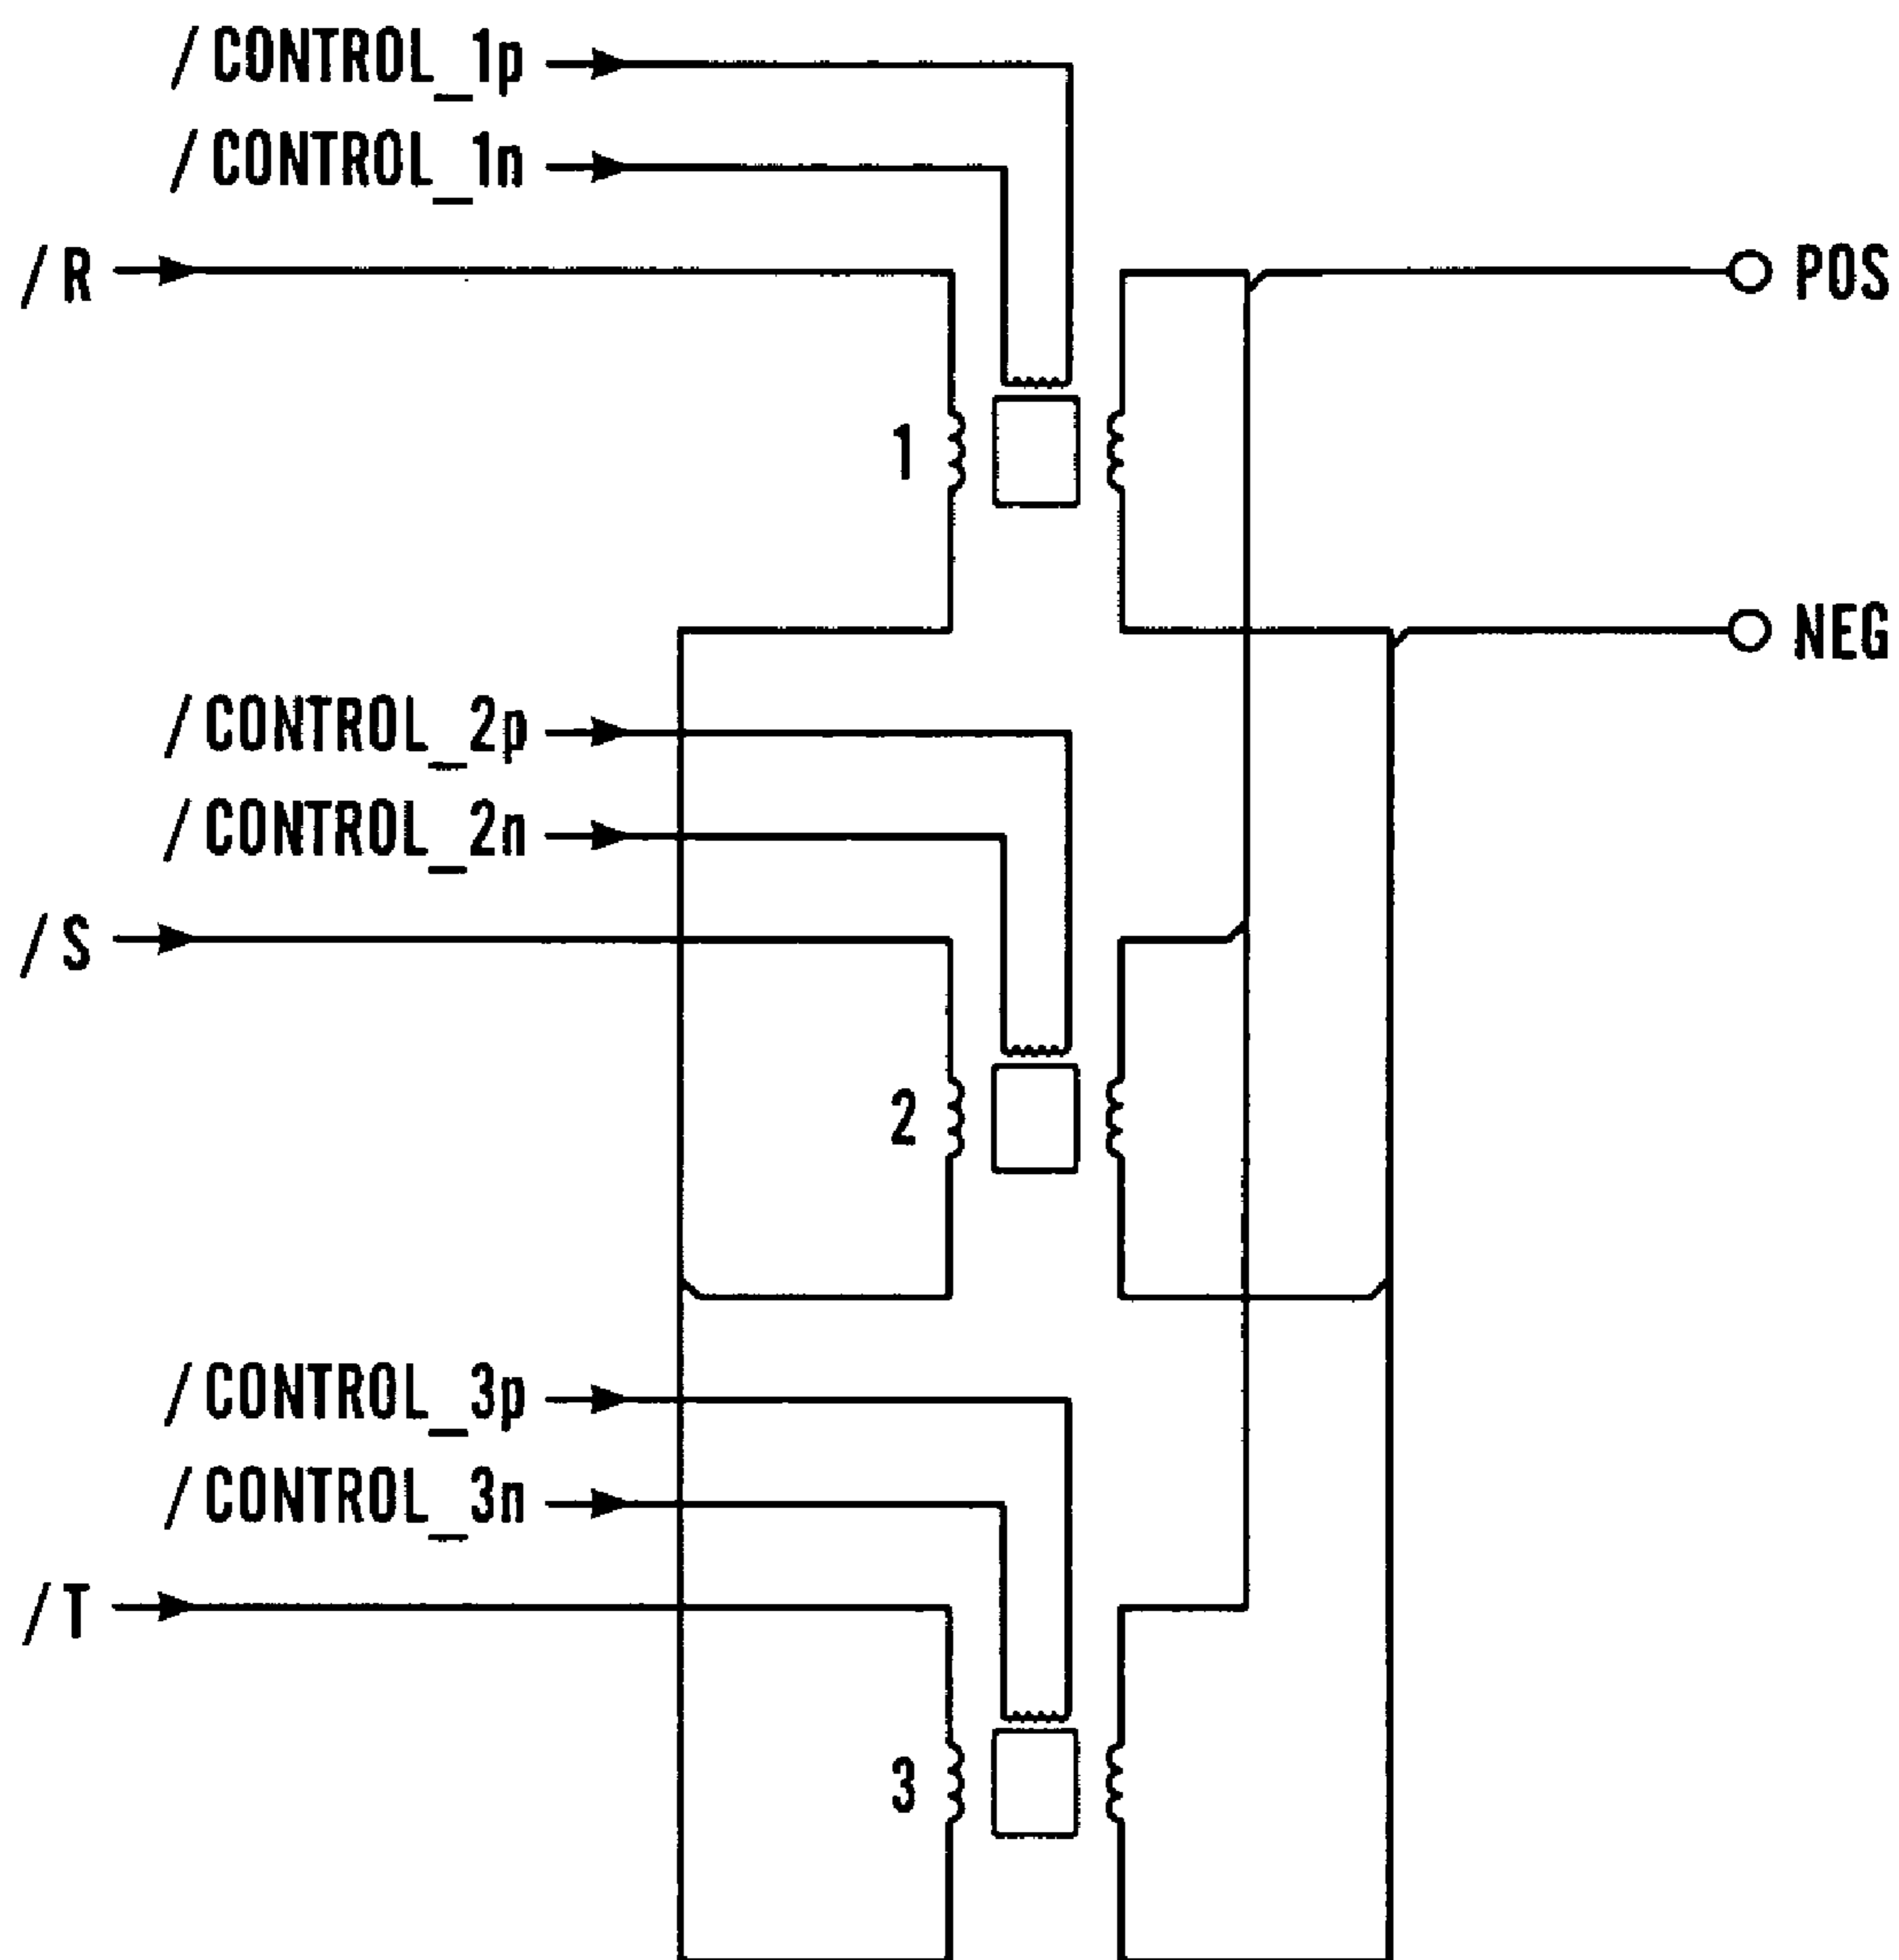 /CONTROL_1p
/CONTROL_1n
/R
POS
1
NEG
/CONTROL_2p
/CONTROL_2n
/S
2
/CONTROL_3p
/CONTROL_3n
/T
3